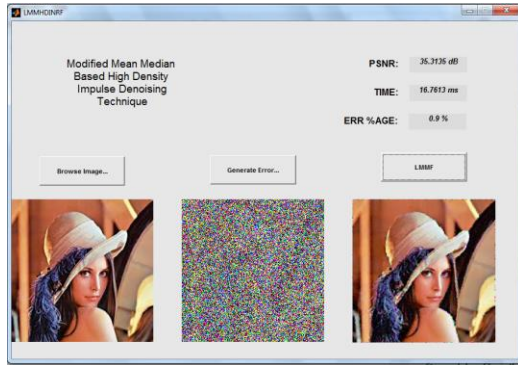 LMMHDINRF
Modified Mean Median
Based High Density
Impulse Denoising
Technique
PSNR: 35.3135 dB
TIME: 16.7613 ms
ERR %AGE: 0.9 %
Browse Image...
Generate Error...
LMMF